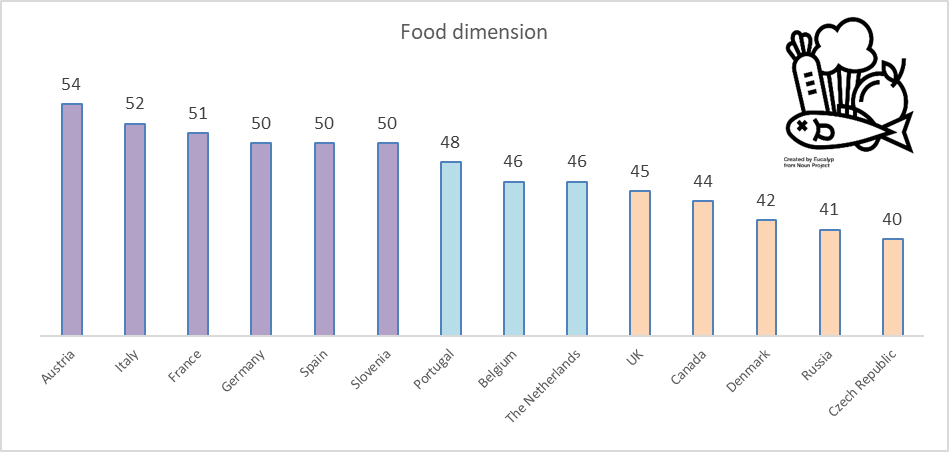 Food dimension
Created by Eucalyp
from Noun Project
54
52
51
50
50
50
48
46
46
45
44
42
41
40
Austria
Italy
France
Germany
Spain
Slovenia
Portugal
Belgium
The Netherlands
UK
Canada
Denmark
Russia
Czech Republic